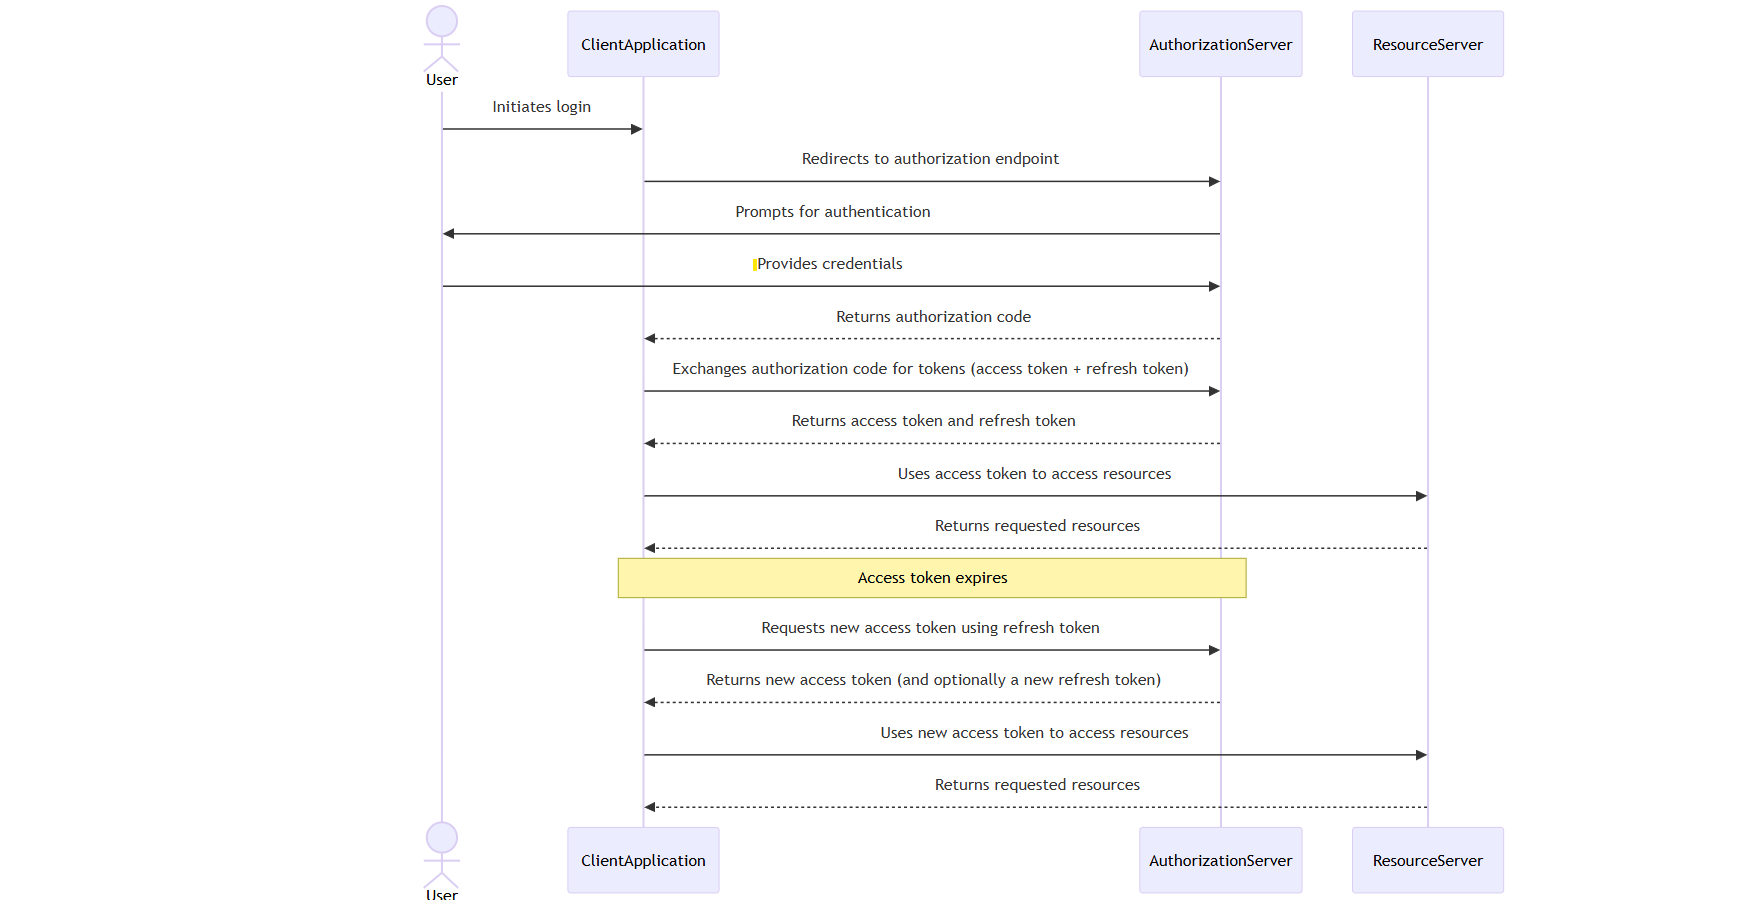 User
ClientApplication
AuthorizationServer
ResourceServer
Initiates login
Redirects to authorization endpoint
Prompts for authentication
Provides credentials
Returns authorization code
Exchanges authorization code for tokens (access token + refresh token)
Returns access token and refresh token
Uses access token to access resources
Returns requested resources
Access token expires
Requests new access token using refresh token
Returns new access token (and optionally a new refresh token)
Uses new access token to access resources
Returns requested resources
User
ClientApplication
AuthorizationServer
ResourceServer